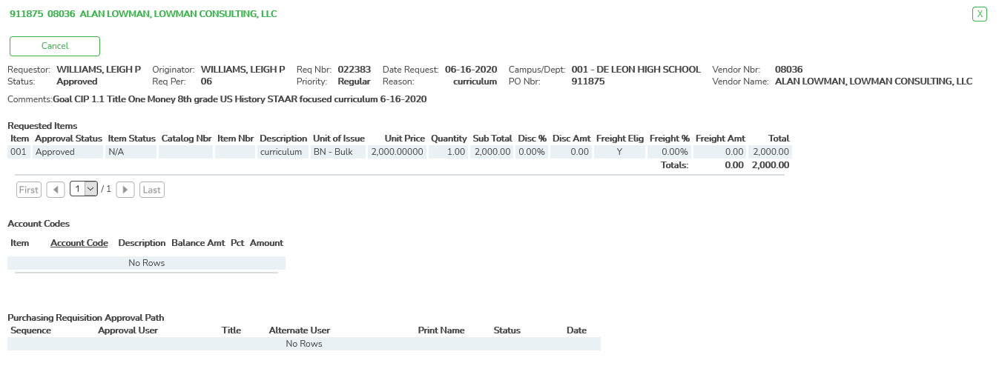 911875 08036 ALAN LOWMAN, LOWMAN CONSULTING, LLC X
Cancel
Requestor: WILLIAMS, LEIGH P Originator: WILLIAMS, LEIGH P Req Nbr: 022383 Date Request: 06-16-2020 Campus/Dept: 001 - DE LEON HIGH SCHOOL Vendor Nbr: 08036
Status: Approved Req Per: 06 Priority: Regular Reason: curriculum PO Nbr: 911875 Vendor Name: ALAN LOWMAN, LOWMAN CONSULTING, LLC
Comments:Goal CIP 1.1 Title One Money 8th grade US History STAAR focused curriculum 6-16-2020
Requested Items
Item Approval Status Item Status Catalog Nbr Item Nbr Description Unit of Issue Unit Price Quantity Sub Total Disc % Disc Amt Freight Elig Freight % Freight Amt Total
001 Approved N/A curriculum BN - Bulk 2,000.00000 1.00 2,000.00 0.00% 0.00 Y 0.00% 0.00 2,000.00
Totals: 0.00 2,000.00
First 1 / 1 Last
Account Codes
Item Account Code Description Balance Amt Pct Amount
No Rows
Purchasing Requisition Approval Path
Sequence Approval User Title Alternate User Print Name Status Date
No Rows